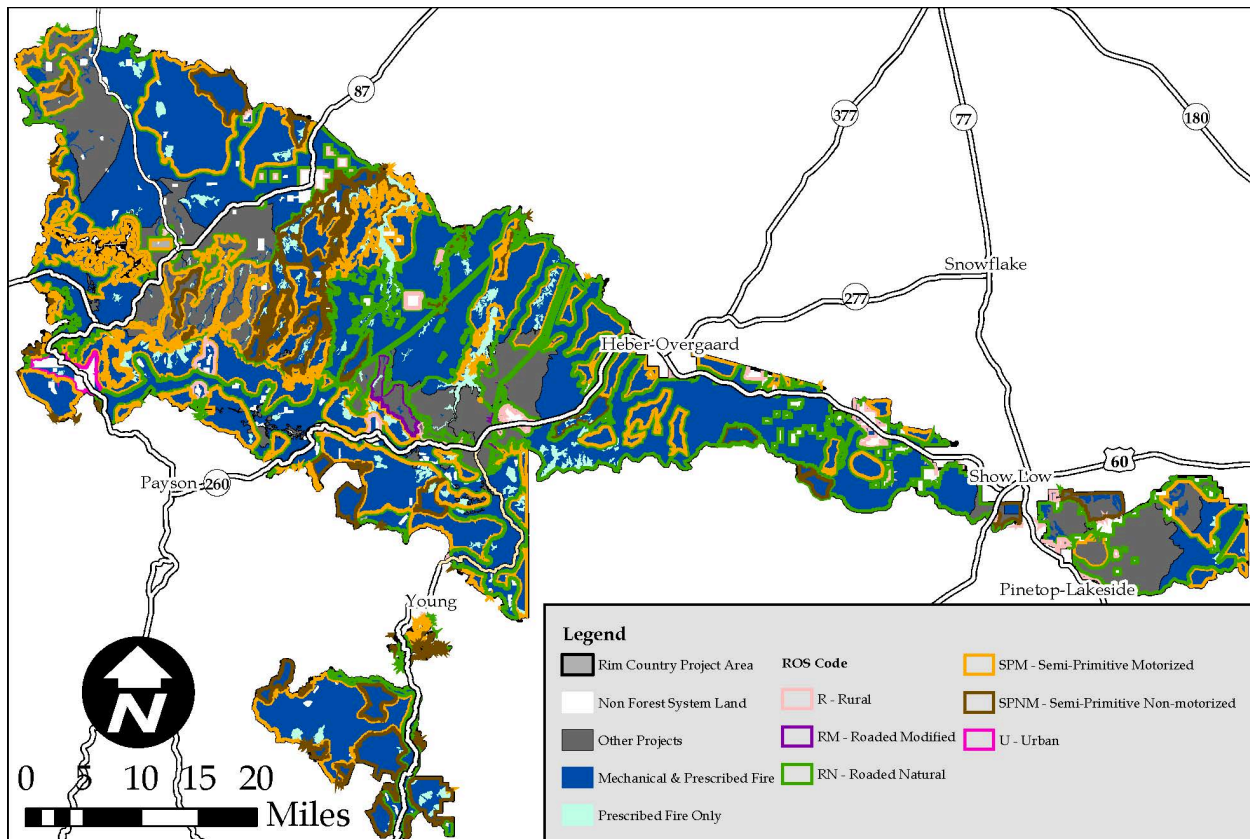 87
377
77
180
Snowflake
277
Heber-Overgaard
Show Low
60
Payson
260
Pinetop-Lakeside
Young
N
0 5 10 15 20
Miles
Legend
Rim Country Project Area
Non Forest System Land
Other Projects
Mechanical & Prescribed Fire
Prescribed Fire Only
ROS Code
R - Rural
RM - Roaded Modified
RN - Roaded Natural
SPM - Semi-Primitive Motorized
SPNM - Semi-Primitive Non-motorized
U - Urban